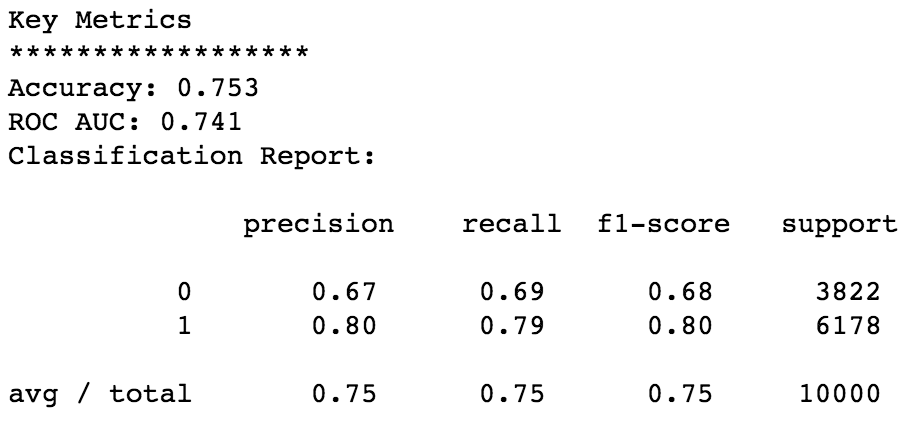 Key Metrics
******************
Accuracy: 0.753
ROC AUC: 0.741
Classification Report:
precision recall f1-score support
0 0.67 0.69 0.68 3822
1 0.80 0.79 0.80 6178
avg / total 0.75 0.75 0.75 10000